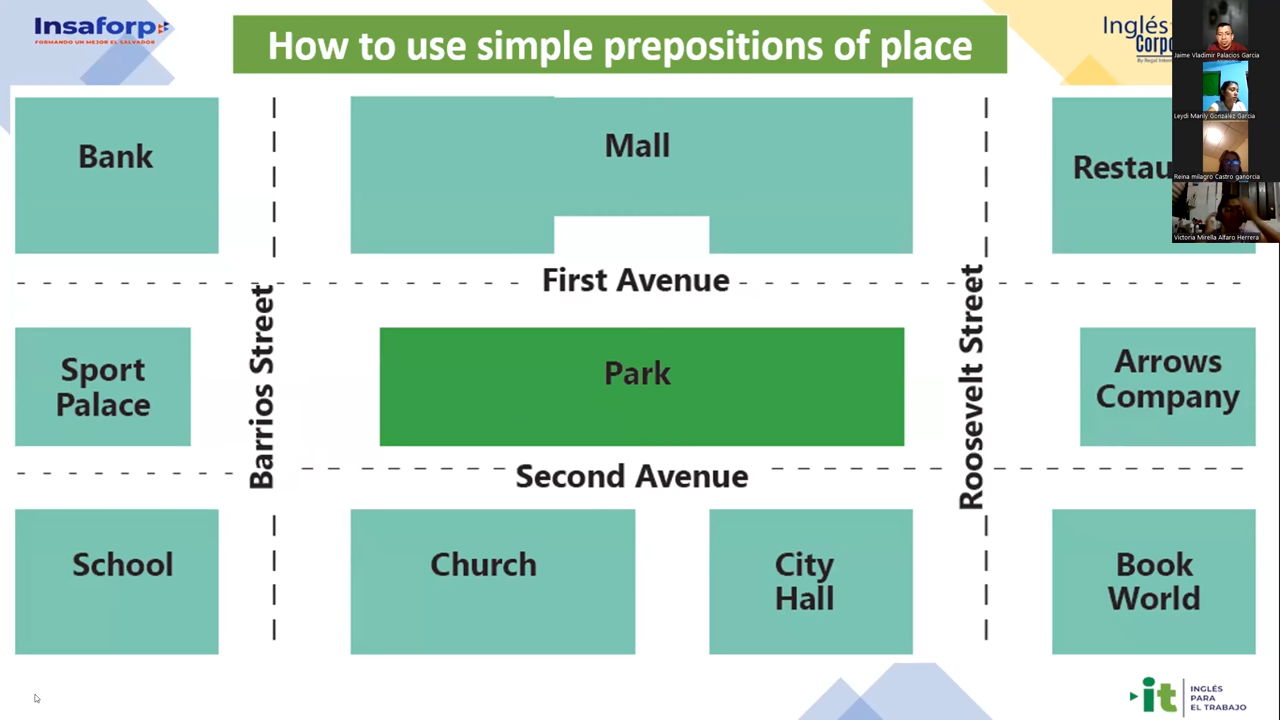 Insaforp
FORMANDO UN MEJOR EL SALVADOR
How to use simple prepositions of place
Inglés
Corpo
Jaime Vladimir Palacios Garcia
Leydi Marily González Garcia
Reina milagro Castro ganorcia
Victoria Mirella Alfaro Herrera
Bank
Mall
Restau
First Avenue
Barrios Street
Roosevelt Street
Sport
Palace
Park
Arrows
Company
Second Avenue
School
Church
City
Hall
Book
World
it
INGLÉS
PARA
EL TRABAJO